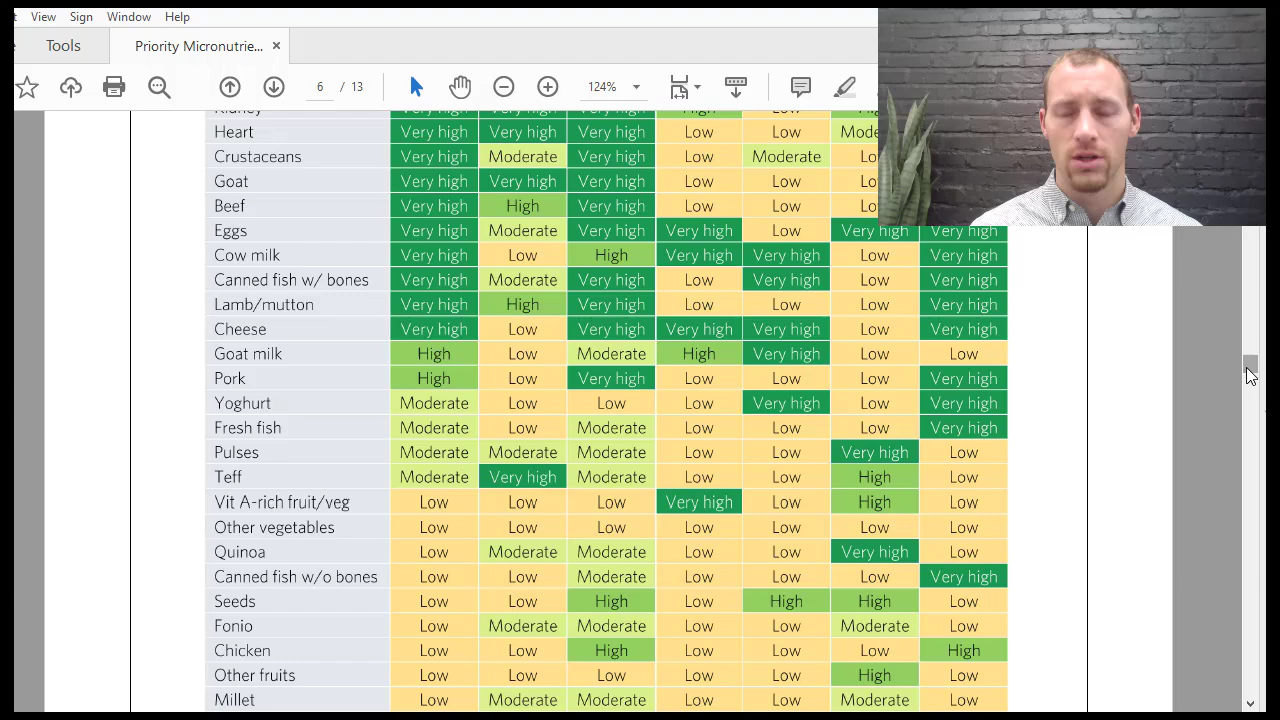 View Sign Window Help
Tools Priority Micronutrie... ×
6 / 13 124%
Kidney Very high Very high Very high High Low
Heart Very high Very high Very high Low Low Mode
Crustaceans Very high Moderate Very high Low Moderate Lo
Goat Very high Very high Very high Low Low Lo
Beef Very high High Very high Low Low Lo
Eggs Very high Moderate Very high Very high Low Very high Very high
Cow milk Very high Low High Very high Very high Low Very high
Canned fish w/ bones Very high Moderate Very high Low Very high Low Very high
Lamb/mutton Very high High Very high Low Low Low Very high
Cheese Very high Low Very high Very high Very high Low Very high
Goat milk High Low Moderate High Very high Low Low
Pork High Low Very high Low Low Low Very high
Yoghurt Moderate Low Low Low Very high Low Very high
Fresh fish Moderate Low Moderate Low Low Low Very high
Pulses Moderate Moderate Moderate Low Low Very high Low
Teff Moderate Very high Moderate Low Low High Low
Vit A-rich fruit/veg Low Low Low Very high Low High Low
Other vegetables Low Low Low Low Low Low Low
Quinoa Low Moderate Moderate Low Low Very high Low
Canned fish w/o bones Low Low Moderate Low Low Low Very high
Seeds Low Low High Low High High Low
Fonio Low Moderate Moderate Low Low Moderate Low
Chicken Low Low High Low Low Low High
Other fruits Low Low Low Low Low High Low
Millet Low Moderate Moderate Low Low Moderate Low